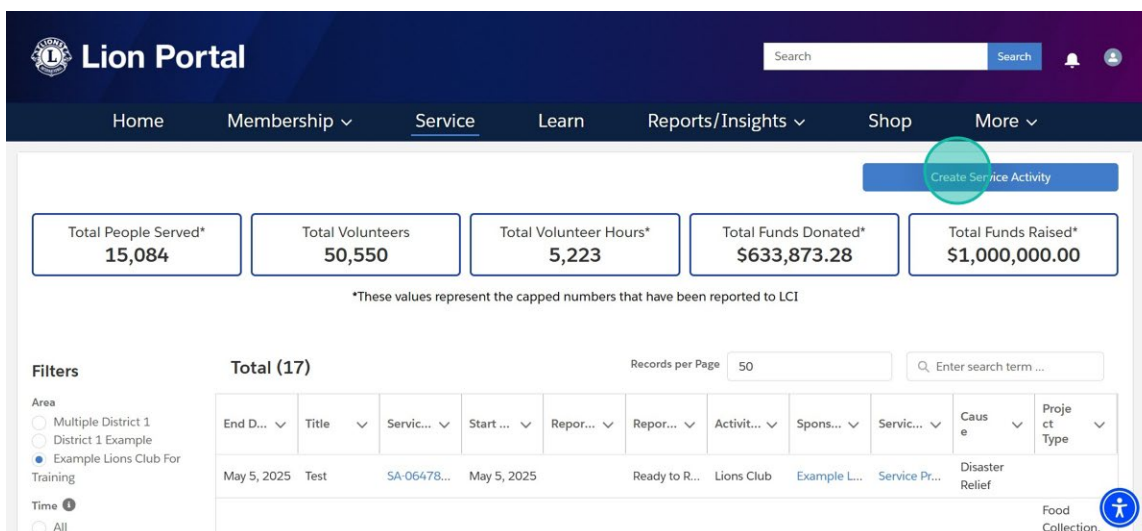 LIONS
L
Lion Portal
Search
Search
Home Membership Service Learn Reports/Insights Shop More
Create Service Activity
Total People Served*
15,084
Total Volunteers
50,550
Total Volunteer Hours*
5,223
Total Funds Donated*
$633,873.28
Total Funds Raised*
$1,000,000.00
*These values represent the capped numbers that have been reported to LCI
Filters
Total (17)
Records per Page 50
Enter search term ...
Area
Multiple District 1
District 1 Example
Example Lions Club For
Training
Time
All
End D... Title Servic... Start ... Repor... Repor... Activit... Spons... Servic... Caus
e
Proje
ct
Type
May 5, 2025 Test SA-06478... May 5, 2025 Ready to R... Lions Club Example L... Service Pr... Disaster
Relief
Food
Collection,